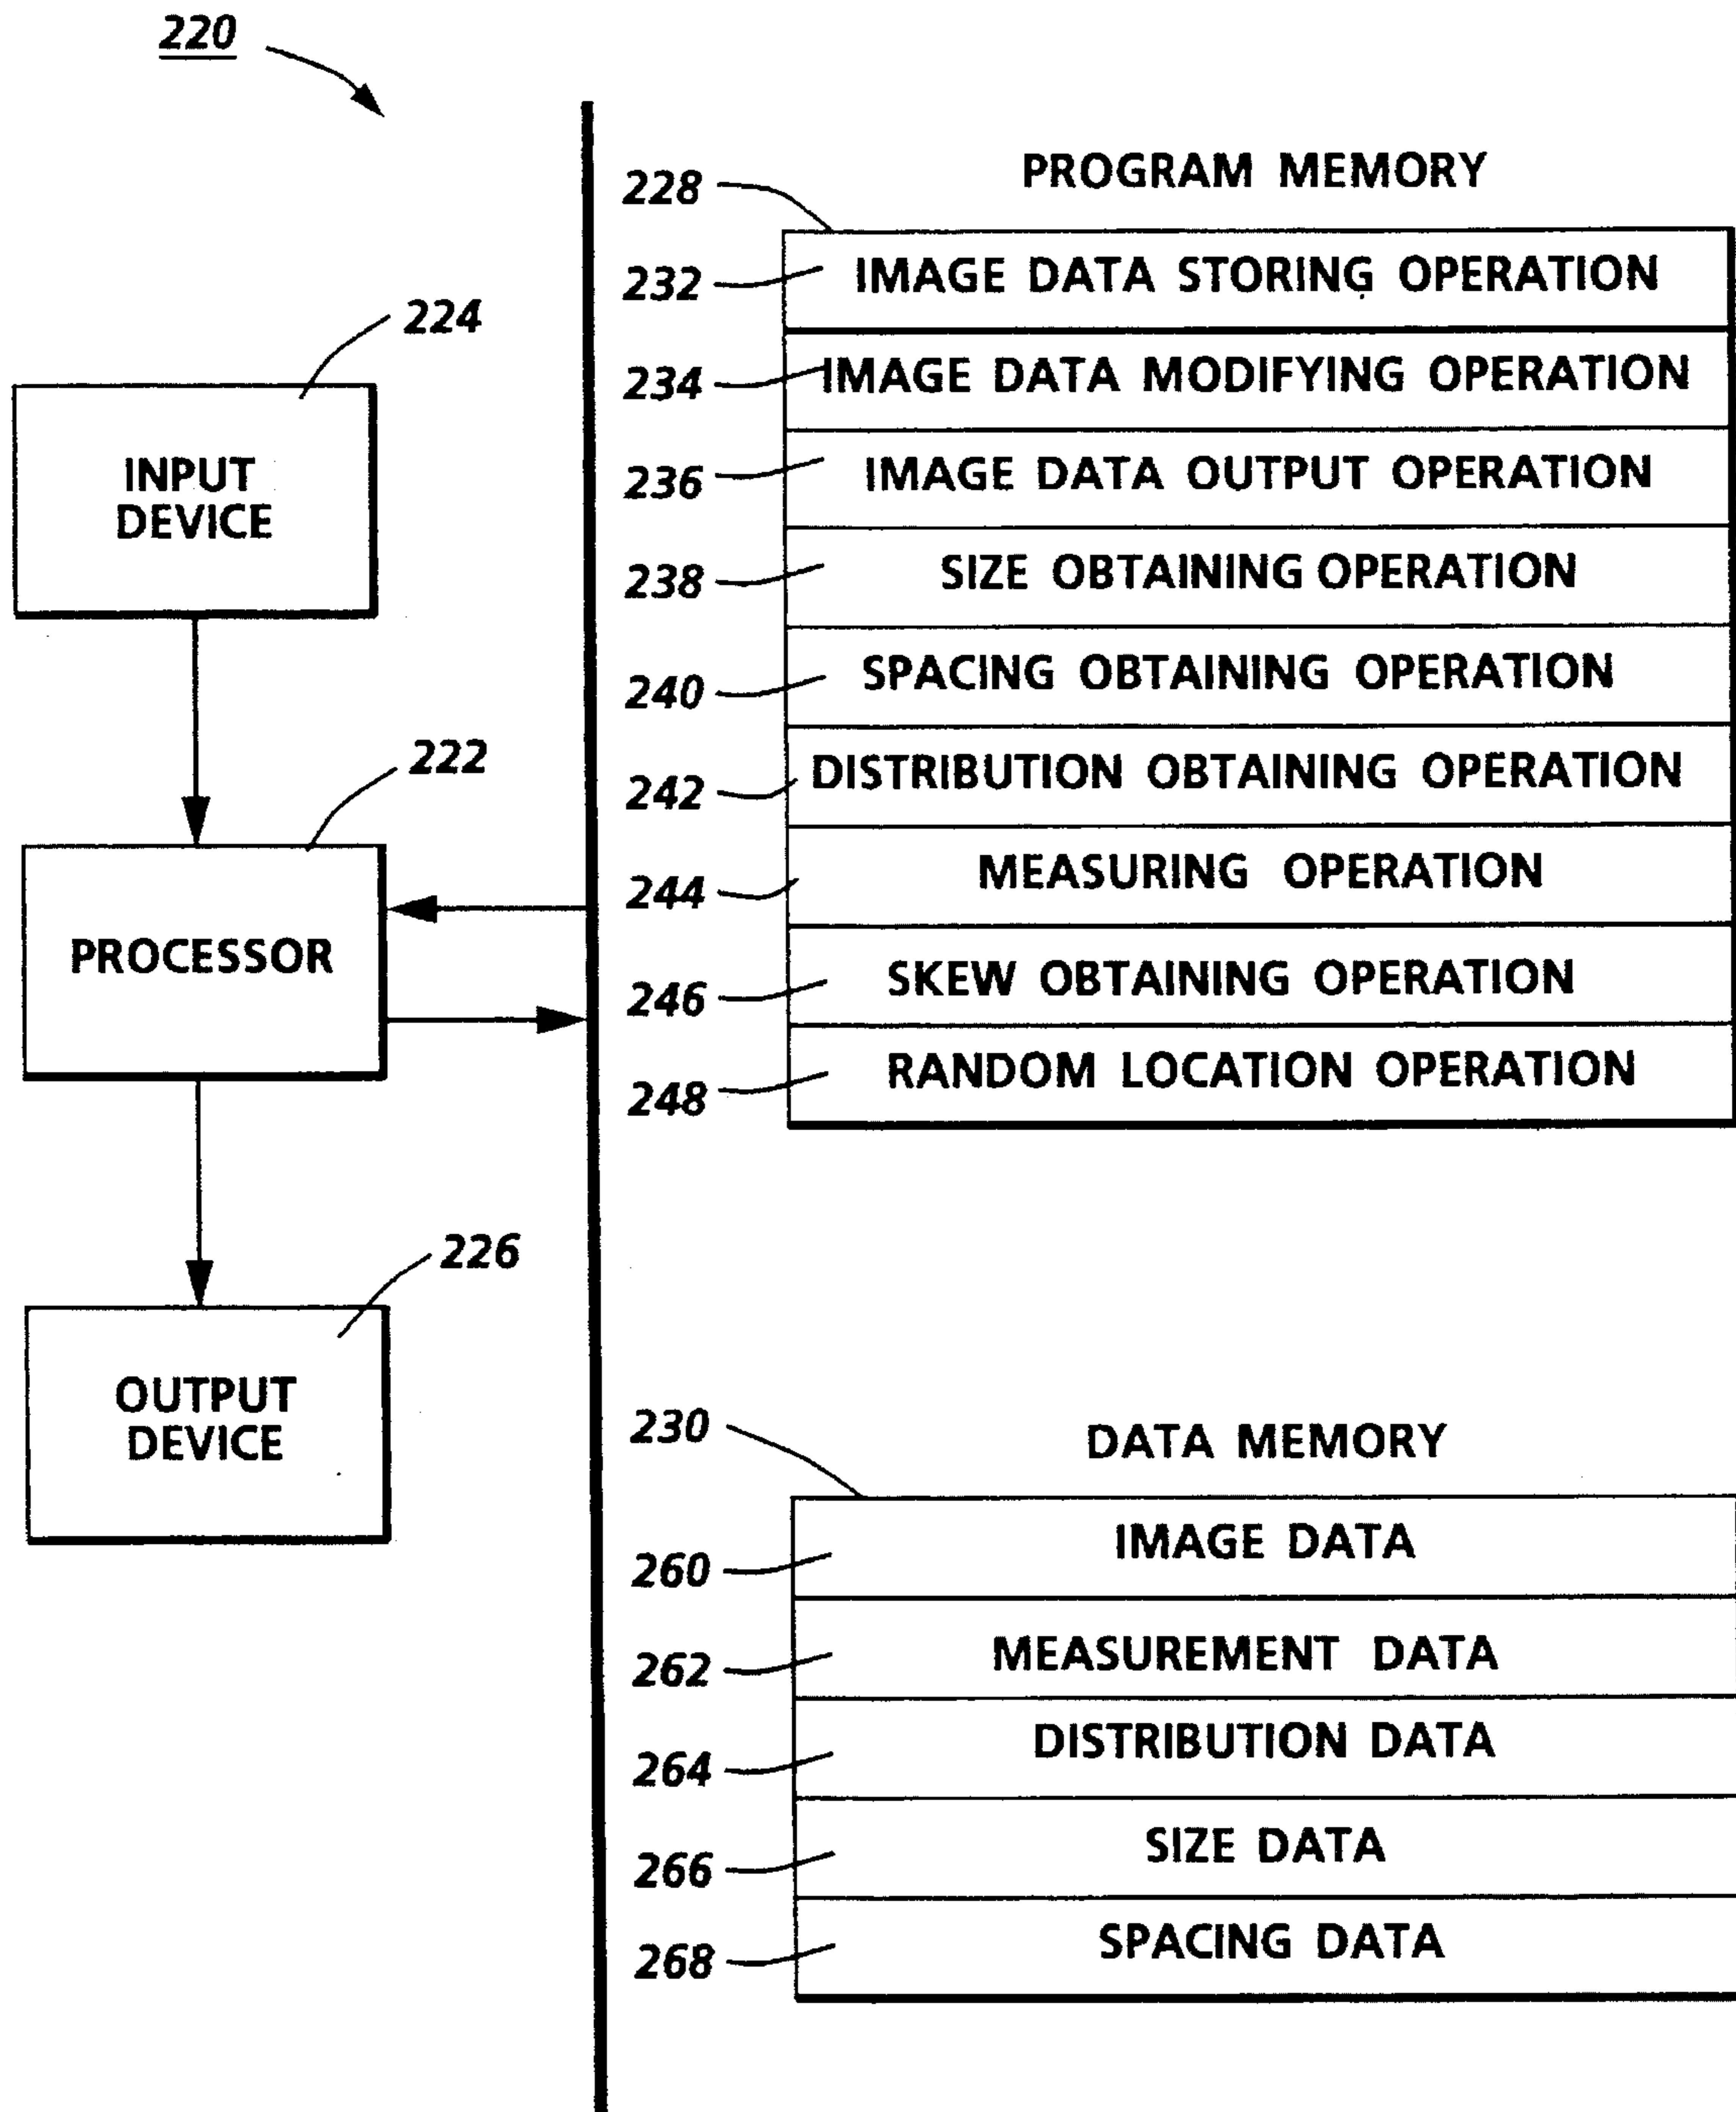 220
224
INPUT
DEVICE
222
PROCESSOR
226
OUTPUT
DEVICE
PROGRAM MEMORY
228
232 IMAGE DATA STORING OPERATION
234 IMAGE DATA MODIFYING OPERATION
236 IMAGE DATA OUTPUT OPERATION
238 SIZE OBTAINING OPERATION
240 SPACING OBTAINING OPERATION
242 DISTRIBUTION OBTAINING OPERATION
244 MEASURING OPERATION
246 SKEW OBTAINING OPERATION
248 RANDOM LOCATION OPERATION
230
DATA MEMORY
260 IMAGE DATA
262 MEASUREMENT DATA
264 DISTRIBUTION DATA
266 SIZE DATA
268 SPACING DATA